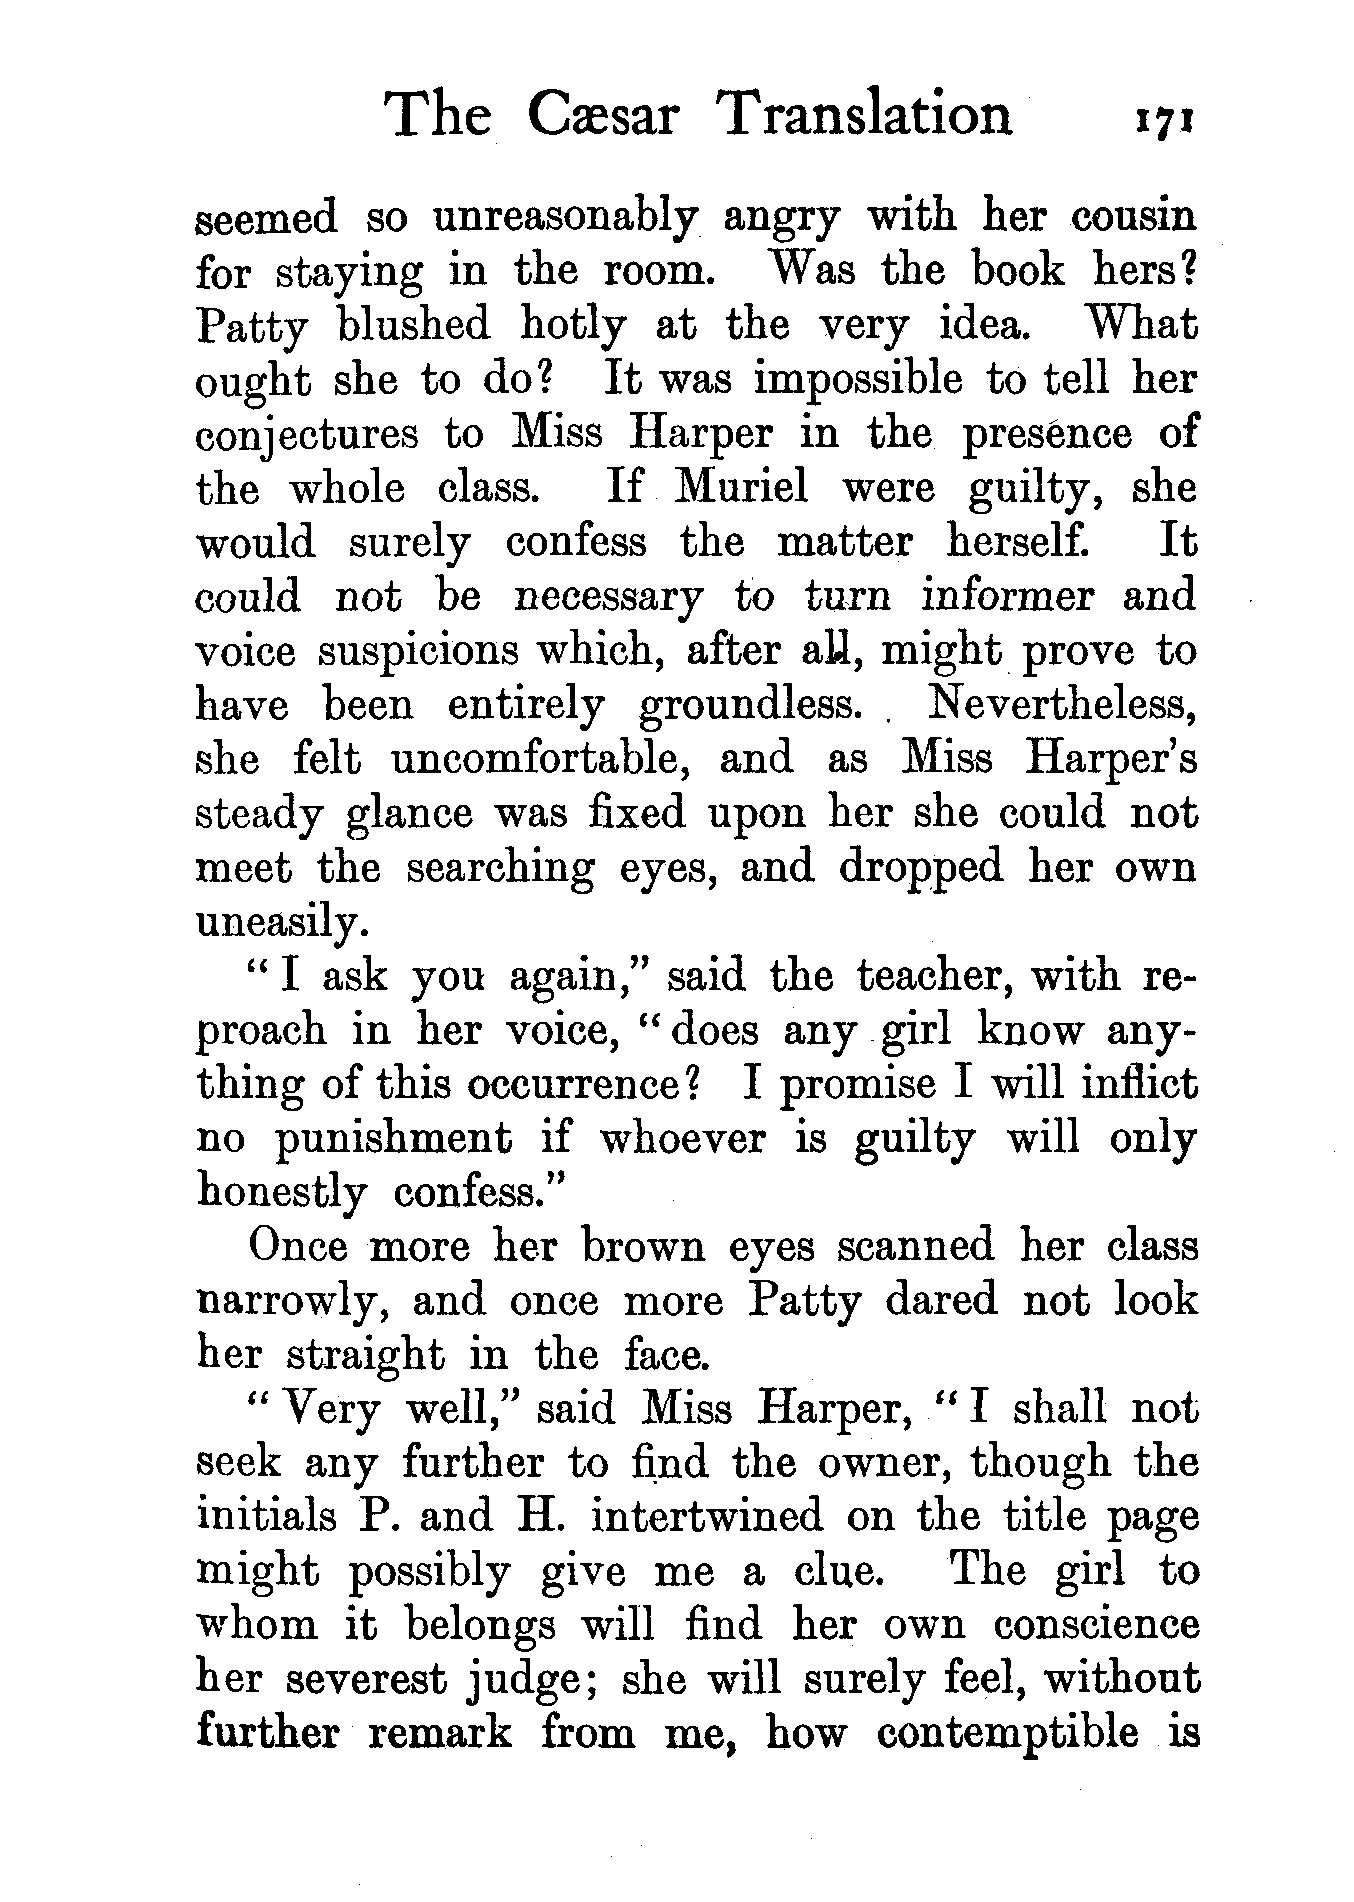 The Cæsar Translation 171
seemed so unreasonably angry with her cousin
for staying in the room. Was the book hers?
Patty blushed hotly at the very idea. What
ought she to do? It was impossible to tell her
conjectures to Miss Harper in the presence of
the whole class. If Muriel were guilty, she
would surely confess the matter herself. It
could not be necessary to turn informer and
voice suspicions which, after all, might prove to
have been entirely groundless. Nevertheless,
she felt uncomfortable, and as Miss Harper's
steady glance was fixed upon her she could not
meet the searching eyes, and dropped her own
uneasily.
"I ask you again," said the teacher, with re-
proach in her voice, "does any girl know any-
thing of this occurrence? I promise I will inflict
no punishment if whoever is guilty will only
honestly confess."
Once more her brown eyes scanned her class
narrowly, and once more Patty dared not look
her straight in the face.
"Very well," said Miss Harper, "I shall not
seek any further to find the owner, though the
initials P. and H. intertwined on the title page
might possibly give me a clue. The girl to
whom it belongs will find her own conscience
her severest judge; she will surely feel, without
further remark from me, how contemptible is